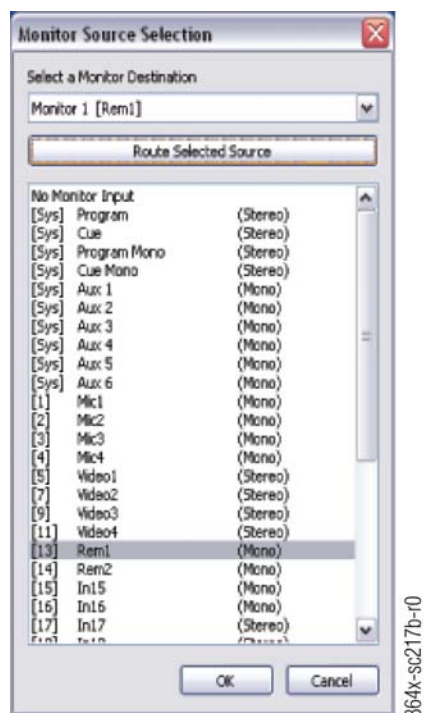 Monitor Source Selection
Select a Monitor Destination
Monitor 1 [Rem1]
Route Selected Source
No Monitor Input
[Sys] Program (Stereo)
[Sys] Cue (Stereo)
[Sys] Program Mono (Stereo)
[Sys] Cue Mono (Stereo)
[Sys] Aux 1 (Mono)
[Sys] Aux 2 (Mono)
[Sys] Aux 3 (Mono)
[Sys] Aux 4 (Mono)
[Sys] Aux 5 (Mono)
[Sys] Aux 6 (Mono)
[1] Mic1 (Mono)
[2] Mic2 (Mono)
[3] Mic3 (Mono)
[4] Mic4 (Mono)
[5] Video1 (Stereo)
[7] Video2 (Stereo)
[9] Video3 (Stereo)
[11] Video4 (Stereo)
[13] Rem1 (Mono)
[14] Rem2 (Mono)
[15] In15 (Mono)
[16] In16 (Mono)
[17] In17 (Stereo)
OK Cancel
864x-sc217b-r0